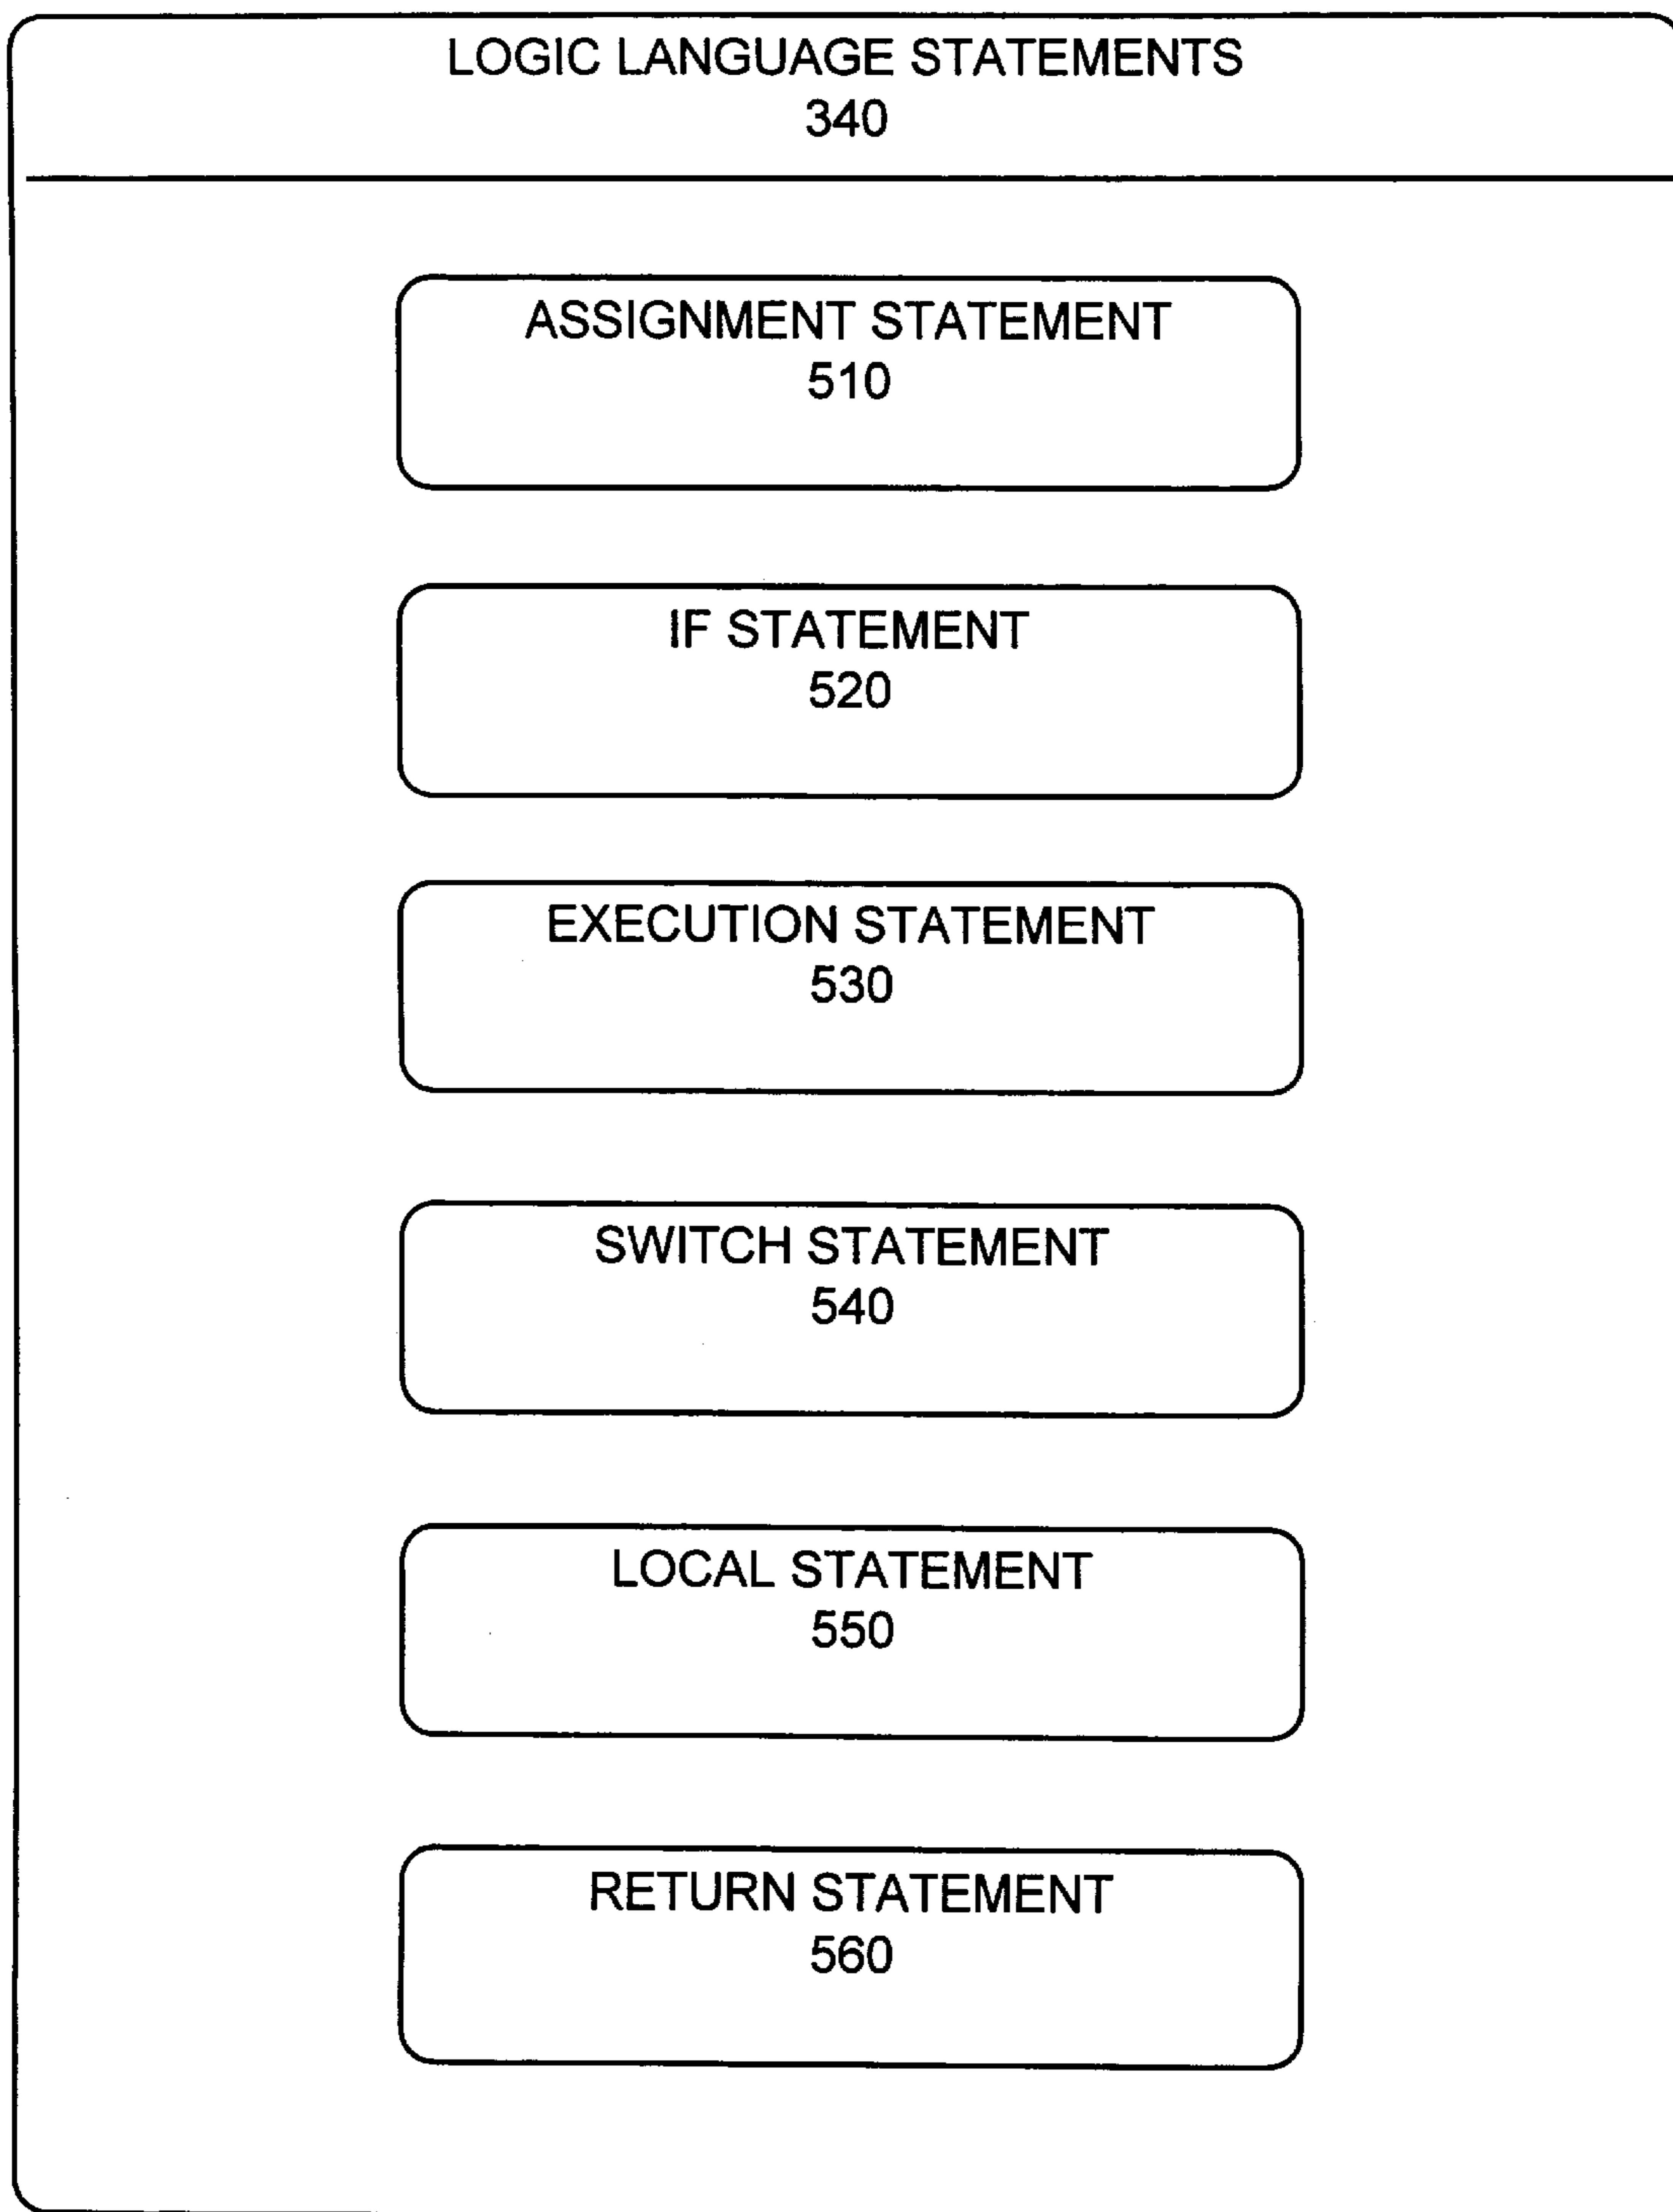 LOGIC LANGUAGE STATEMENTS
340
ASSIGNMENT STATEMENT
510
IF STATEMENT
520
EXECUTION STATEMENT
530
SWITCH STATEMENT
540
LOCAL STATEMENT
550
RETURN STATEMENT
560